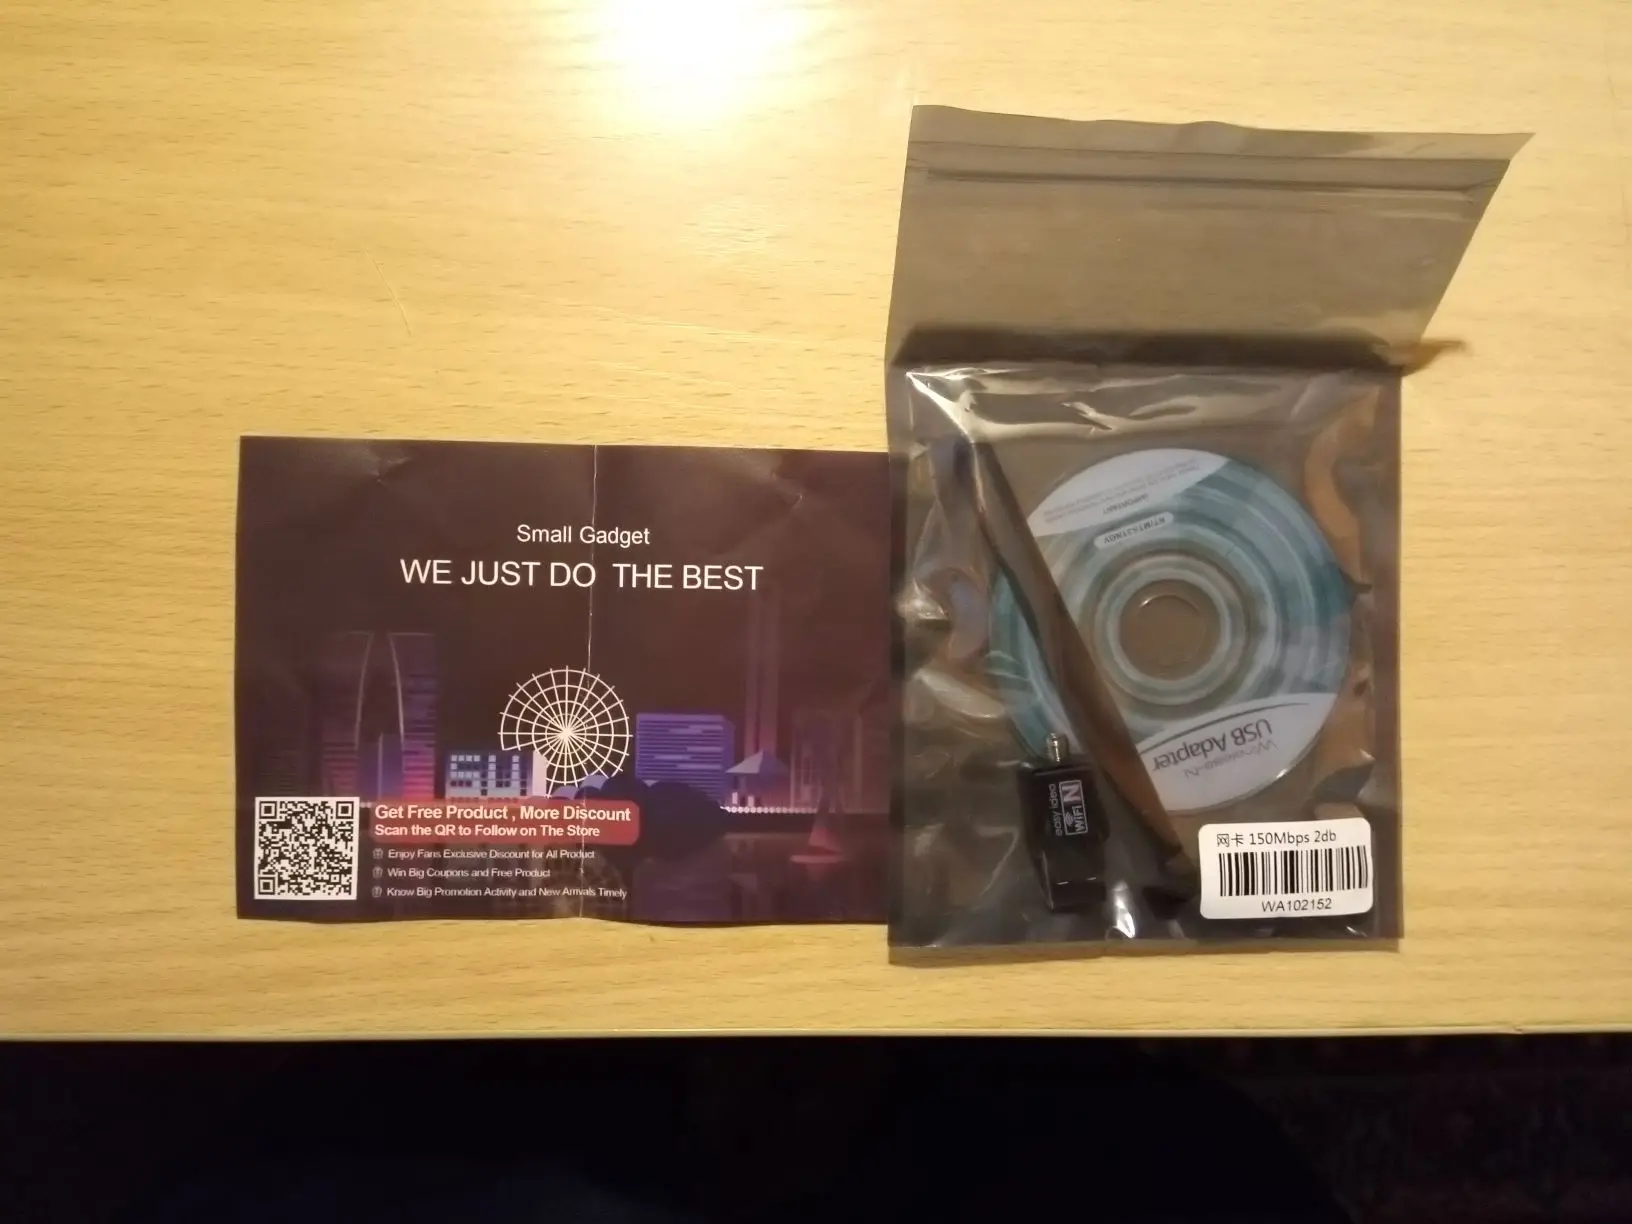 Small Gadget
WE JUST DO THE BEST
Get Free Product , More Discount
Scan the QR to Follow on The Store
Enjoy Fans Exclusive Discount for All Product
Win Big Coupons and Free Product
Know Big Promotion Activity and New Arrivals Timely
IMPORTANT
Wireless-N
USB Adapter
easy idea
WiFi N
网卡 150Mbps 2db
WA102152